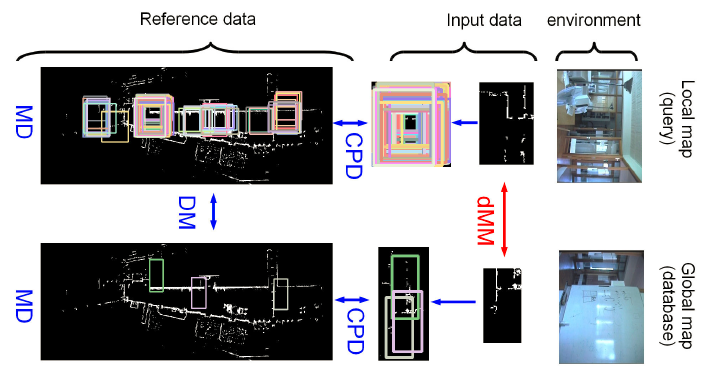 Reference data
Input data
environment
MD
CPD
Local map
(query)
DM
dMM
MD
CPD
Global map
(database)